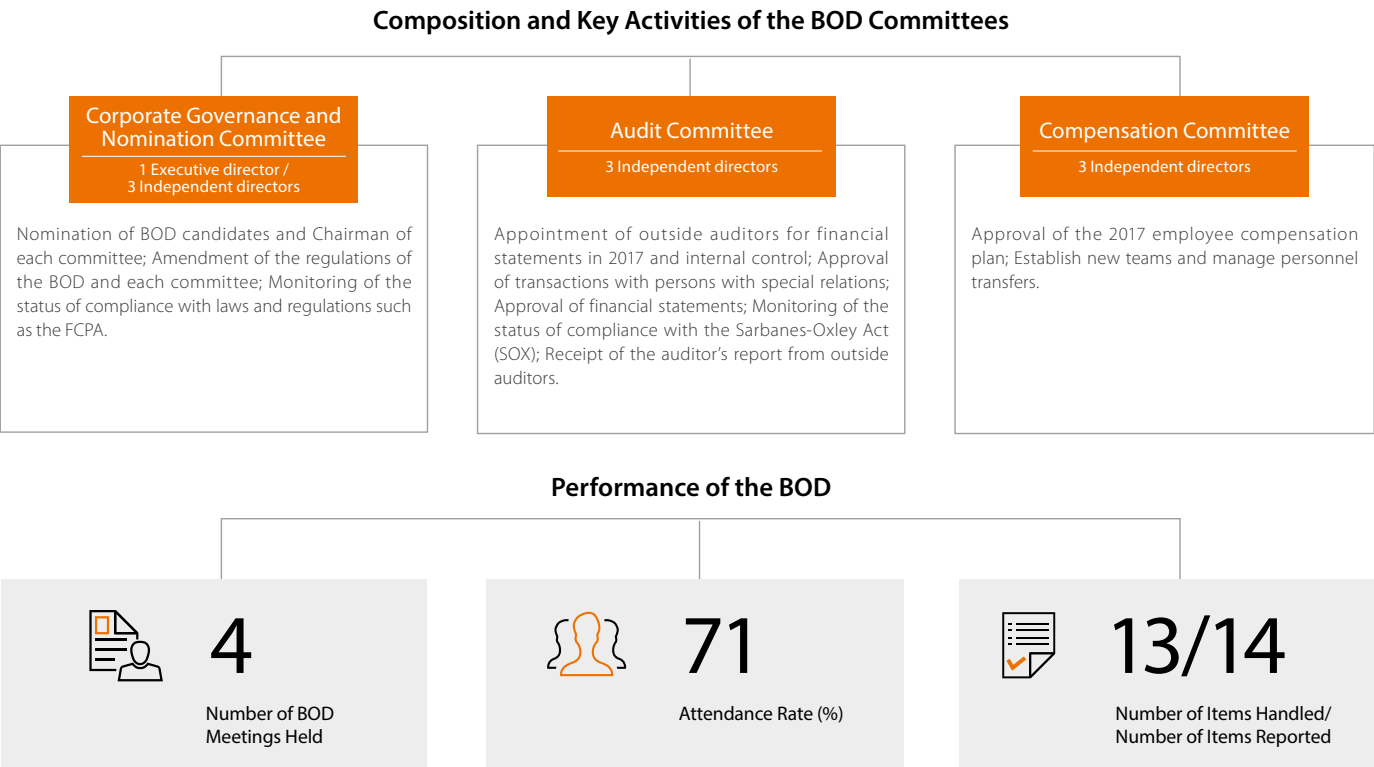 Composition and Key Activities of the BOD Committees
Corporate Governance and
Nomination Committee
1 Executive director /
3 Independent directors
Nomination of BOD candidates and Chairman of
each committee; Amendment of the regulations of
the BOD and each committee; Monitoring of the
status of compliance with laws and regulations such
as the FCPA.
Audit Committee
3 Independent directors
Appointment of outside auditors for financial
statements in 2017 and internal control; Approval
of transactions with persons with special relations;
Approval of financial statements; Monitoring of the
status of compliance with the Sarbanes-Oxley Act
(SOX); Receipt of the auditor’s report from outside
auditors.
Compensation Committee
3 Independent directors
Approval of the 2017 employee compensation
plan; Establish new teams and manage personnel
transfers.
Performance of the BOD
4
Number of BOD
Meetings Held
71
Attendance Rate (%)
13/14
Number of Items Handled/
Number of Items Reported